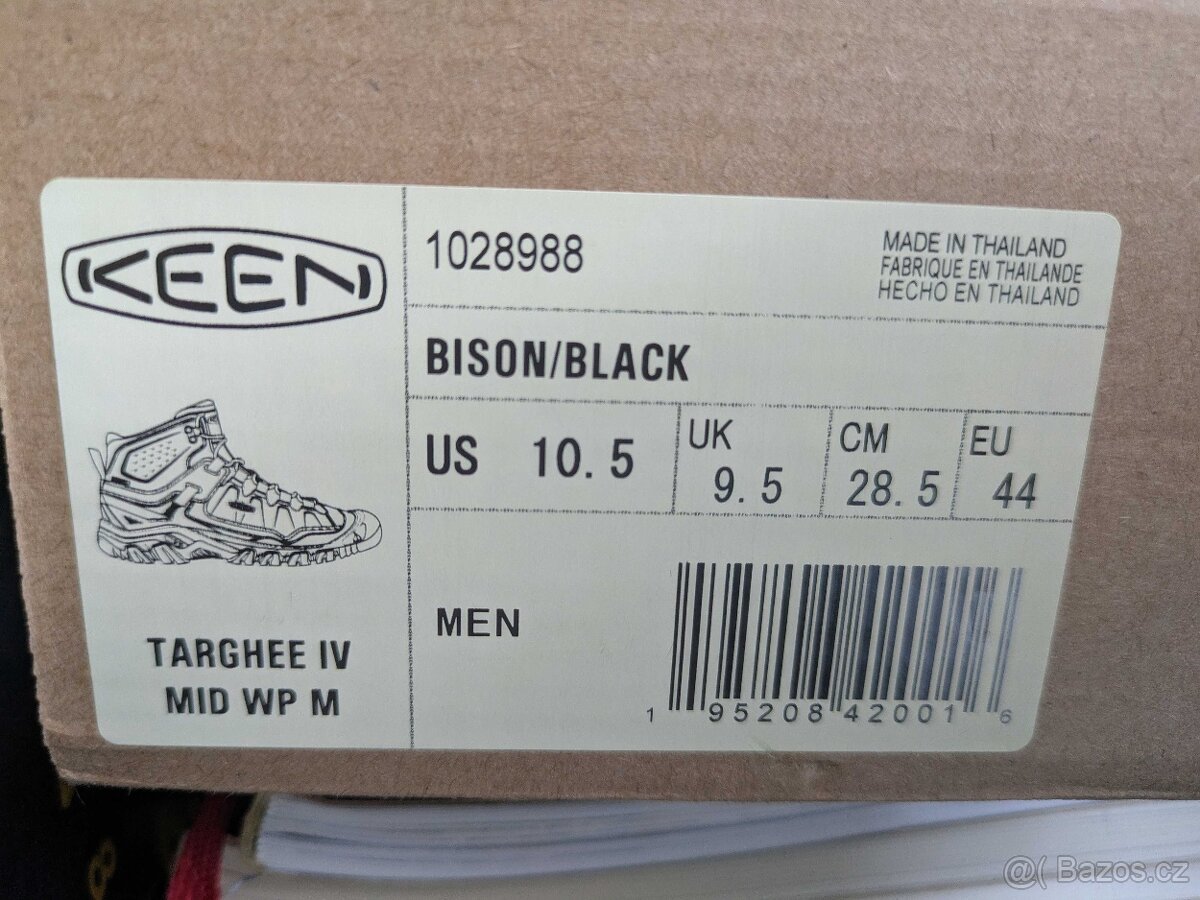 KEEN
TARGHEE IV
MID WP M
1028988
MADE IN THAILAND
FABRIQUE EN THAILANDE
HECHO EN THAILAND
BISON/BLACK
US 10.5
UK 9.5
CM 28.5
EU 44
MEN
1 95208 42001 6
8
@( Bazos.cz